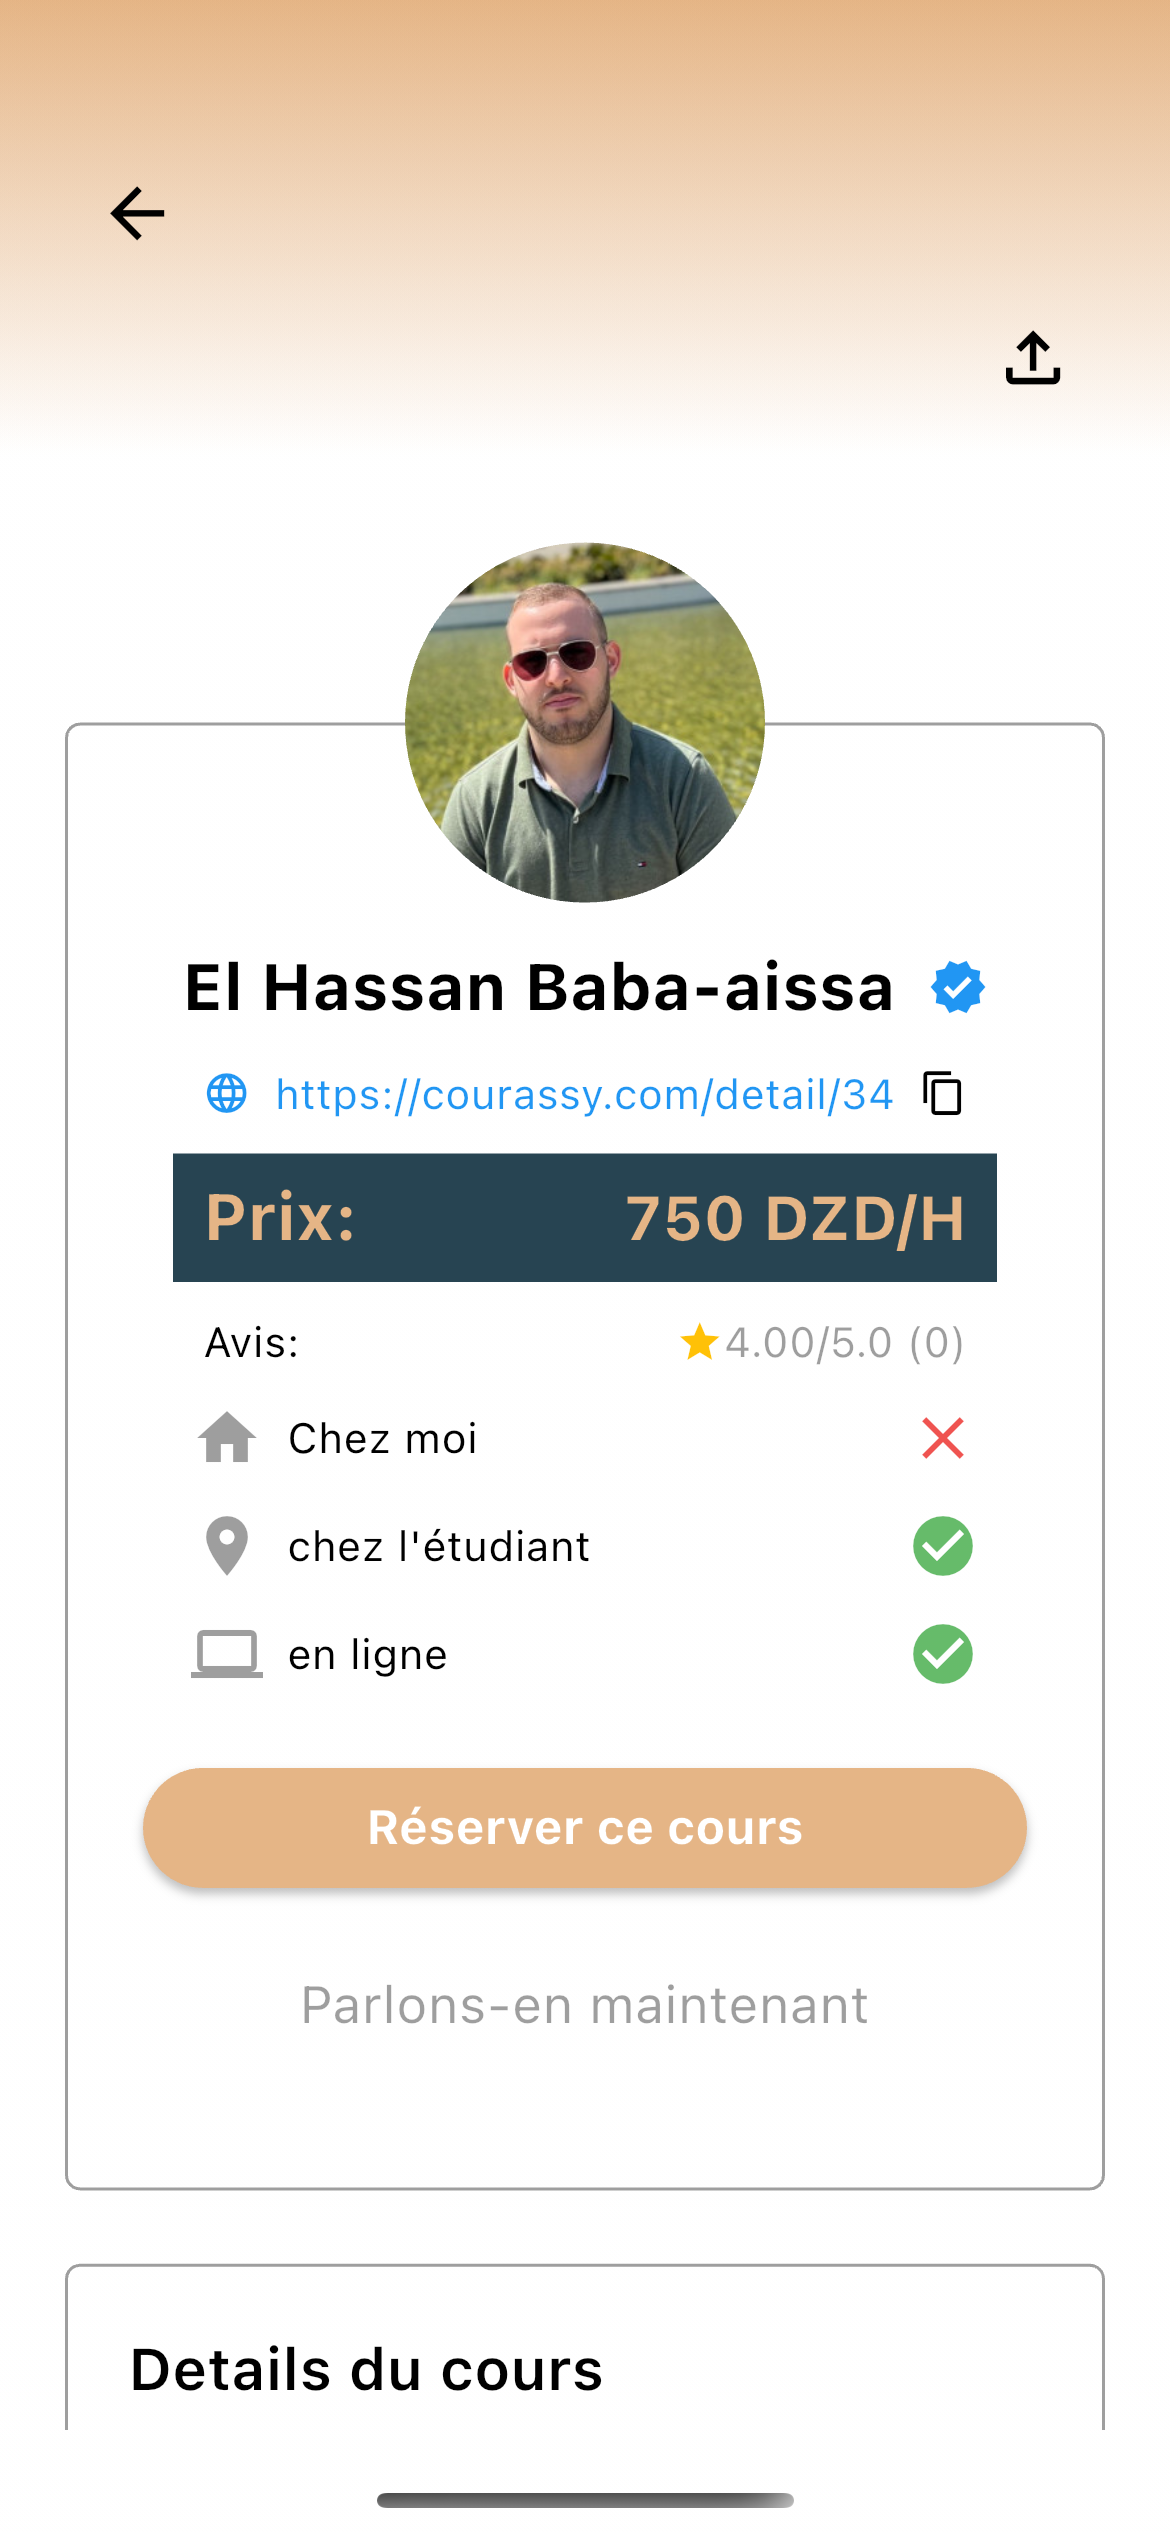 El Hassan Baba-aissa
https://courassy.com/detail/34
Prix: 750 DZD/H
Avis: 4.00/5.0 (0)
Chez moi
chez l'étudiant
en ligne
Réserver ce cours
Parlons-en maintenant
Details du cours